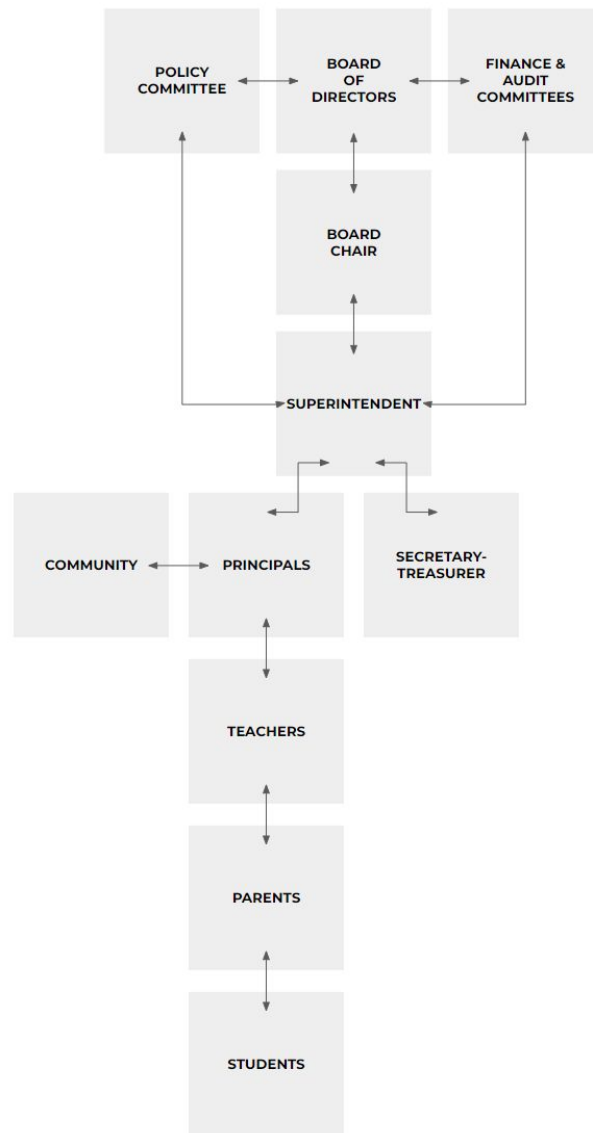 POLICY
COMMITTEE
BOARD
OF
DIRECTORS
FINANCE &
AUDIT
COMMITTEES
BOARD
CHAIR
SUPERINTENDENT
COMMUNITY
PRINCIPALS
SECRETARY-
TREASURER
TEACHERS
PARENTS
STUDENTS